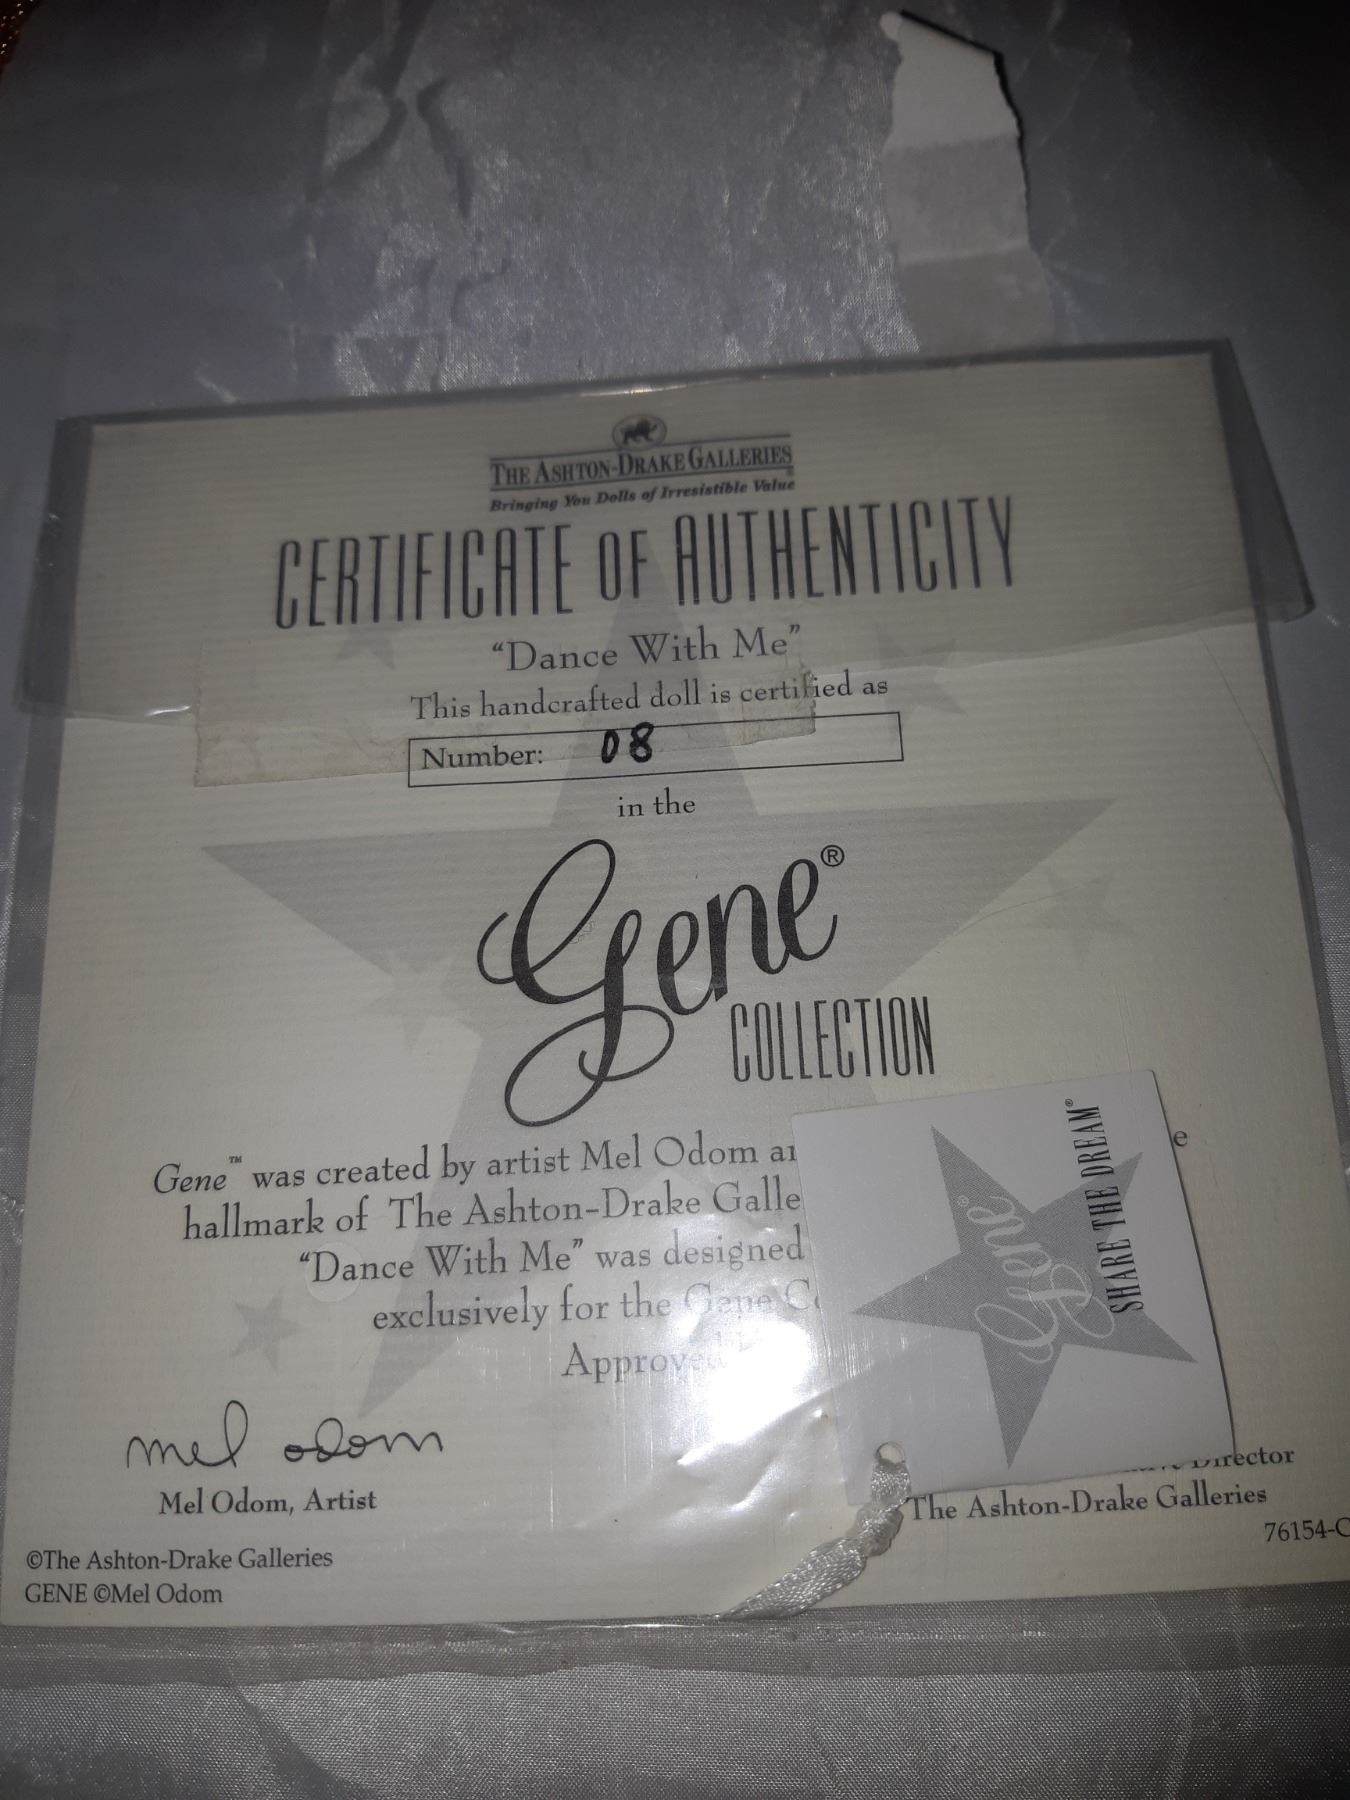 THE ASHTON-DRAKE GALLERIES®
Bringing You Dolls of Irresistible Value
CERTIFICATE OF AUTHENTICITY
“Dance With Me”
This handcrafted doll is certified as
Number: 08
in the
Gene®
COLLECTION
Gene™ was created by artist Mel Odom
hallmark of The Ashton-Drake
“Dance With Me” was designed
exclusively for the Gene
Approved
Gene®
SHARE THE DREAM®
mel odom
Mel Odom, Artist
Director
The Ashton-Drake Galleries
76154-C
©The Ashton-Drake Galleries
GENE ©Mel Odom